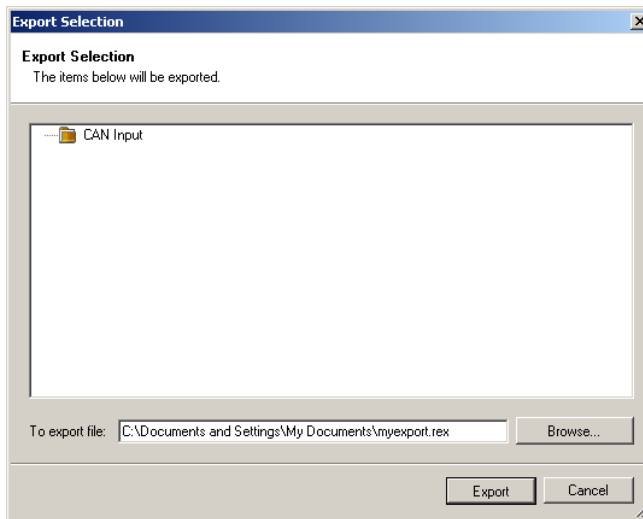 Export Selection
Export Selection
The items below will be exported.
CAN Input
To export file: C:\Documents and Settings\My Documents\myexport.rex Browse...
Export Cancel